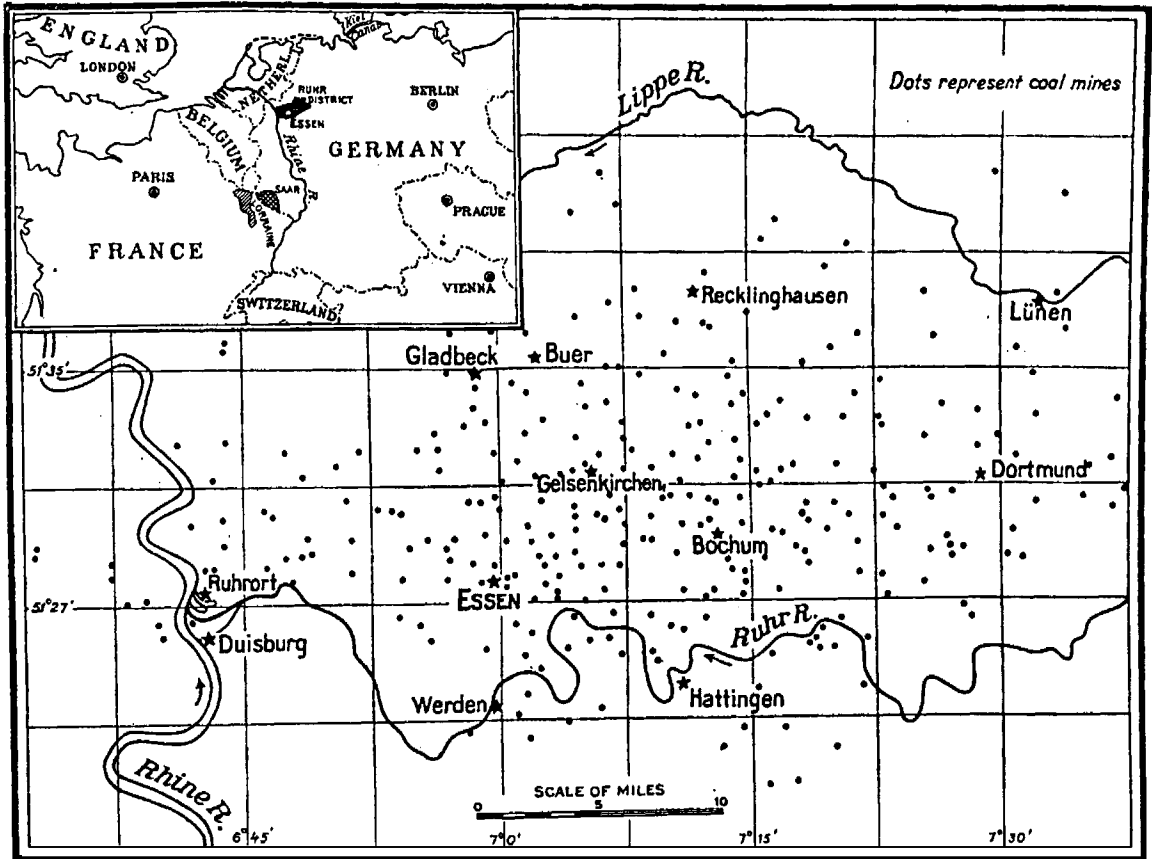 ENGLAND
LONDON
Kiel
Canal
NETHERL.
RUHR
DISTRICT
ESSEN
BERLIN
BELGIUM
Rhine
R.
GERMANY
PARIS
SAAR
LORRAINE
PRAGUE
FRANCE
VIENNA
SWITZERLAND
Lippe R.
Dots represent coal mines
Recklinghausen
Lünen
Gladbeck
Buer
51°35'
Gelsenkirchen
Dortmund
Bochum
Ruhrort
ESSEN
51°27'
Duisburg
Ruhr R.
Werden
Hattingen
Rhine R.
SCALE OF MILES
0 5 10
6°45'
7°0'
7°15'
7°30'